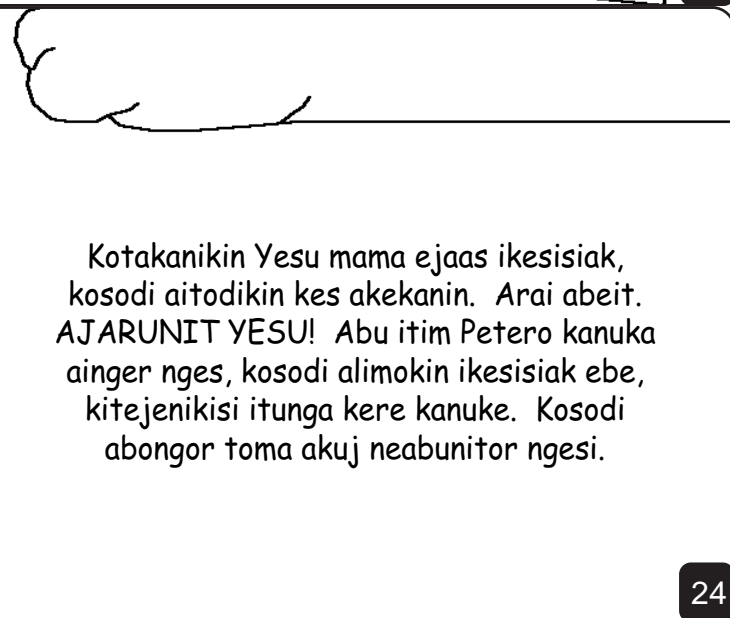 Kotakanikin Yesu mama ejaas ikesisiak,
kosodi aitodikin kes akekanin.  Arai abeit.
AJARUNIT YESU!  Abu itim Petero kanuka
ainger nges, kosodi alimokin ikesisiak ebe,
kitejenikisi itunga kere kanuke.  Kosodi
abongor toma akuj neabunitor ngesi.
24